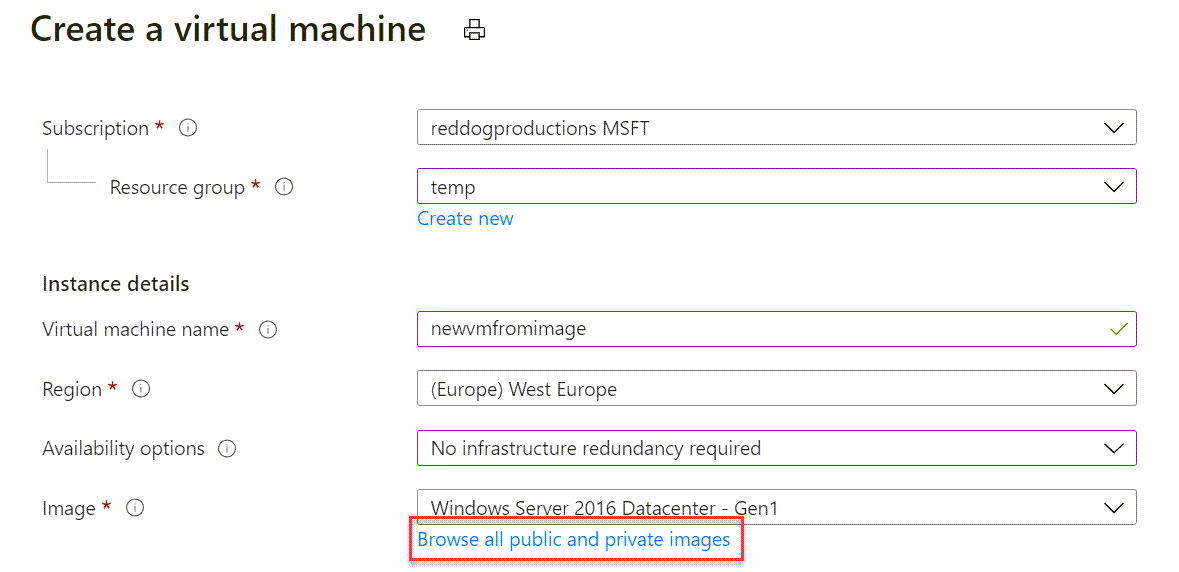 Create a virtual machine
Subscription * reddogproductions MSFT
Resource group * temp
Create new
Instance details
Virtual machine name * newvmfromimage
Region * (Europe) West Europe
Availability options No infrastructure redundancy required
Image * Windows Server 2016 Datacenter - Gen1
Browse all public and private images